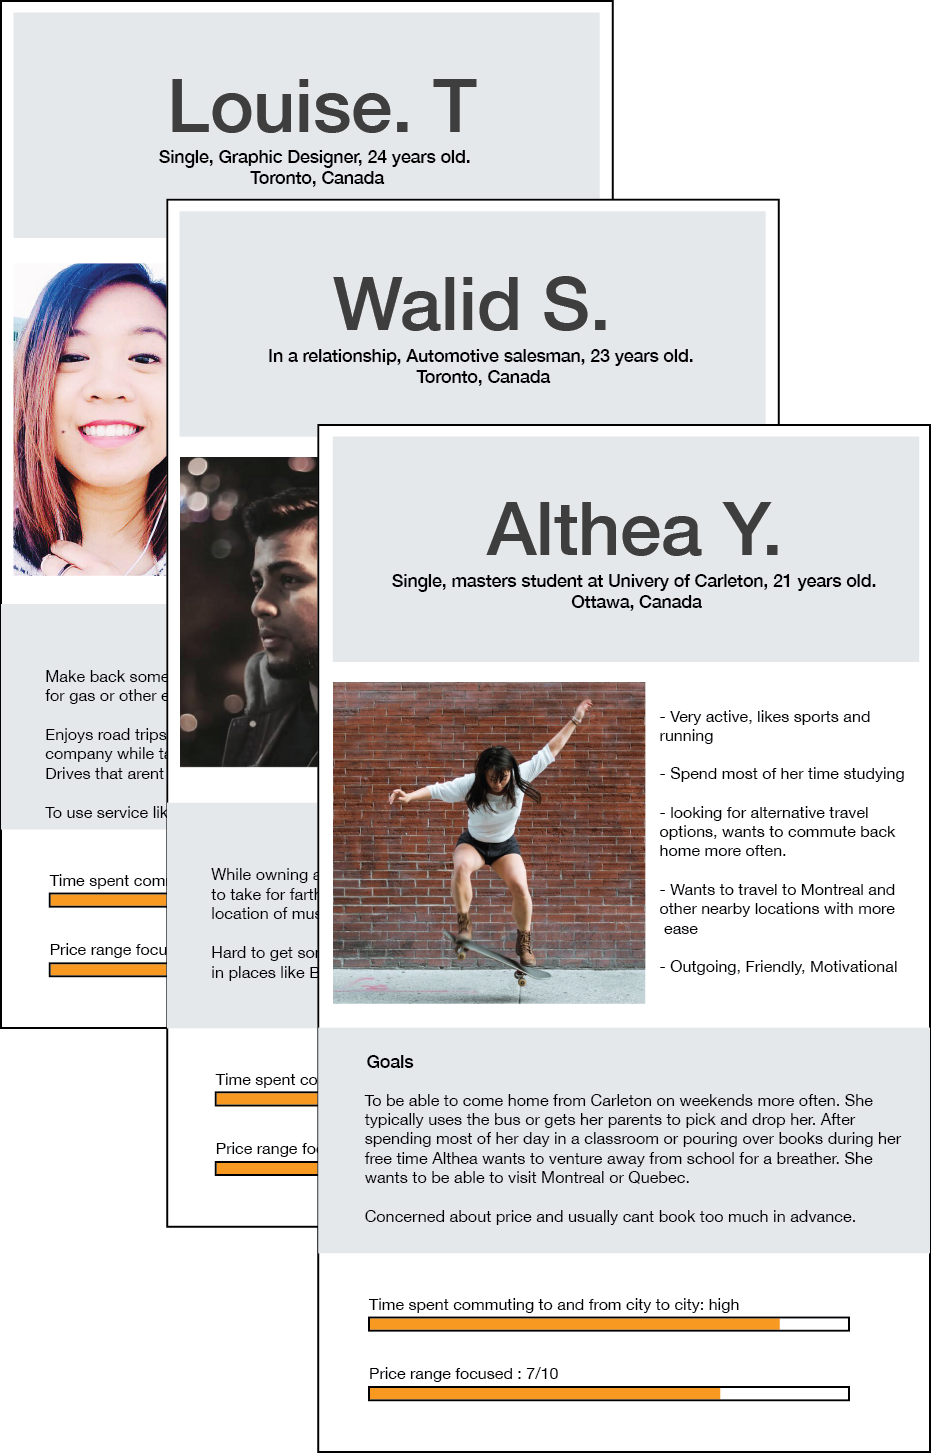 Louise. T
Single, Graphic Designer, 24 years old.
Toronto, Canada
Make back some
for gas or other
Enjoys road trips
company while
Drives that arent
To use service
Time spent
Price range
Walid S.
In a relationship, Automotive salesman, 23 years old.
Toronto, Canada
While owning
to take for
location of
Hard to get
in places like
Time spent
Price range
Althea Y.
Single, masters student at Univery of Carleton, 21 years old.
Ottawa, Canada
- Very active, likes sports and
running
- Spend most of her time studying
- looking for alternative travel
options, wants to commute back
home more often.
- Wants to travel to Montreal and
other nearby locations with more
ease
- Outgoing, Friendly, Motivational
Goals
To be able to come home from Carleton on weekends more often. She
typically uses the bus or gets her parents to pick and drop her. After
spending most of her day in a classroom or pouring over books during her
free time Althea wants to venture away from school for a breather. She
wants to be able to visit Montreal or Quebec.
Concerned about price and usually cant book too much in advance.
Time spent commuting to and from city to city: high
Price range focused : 7/10